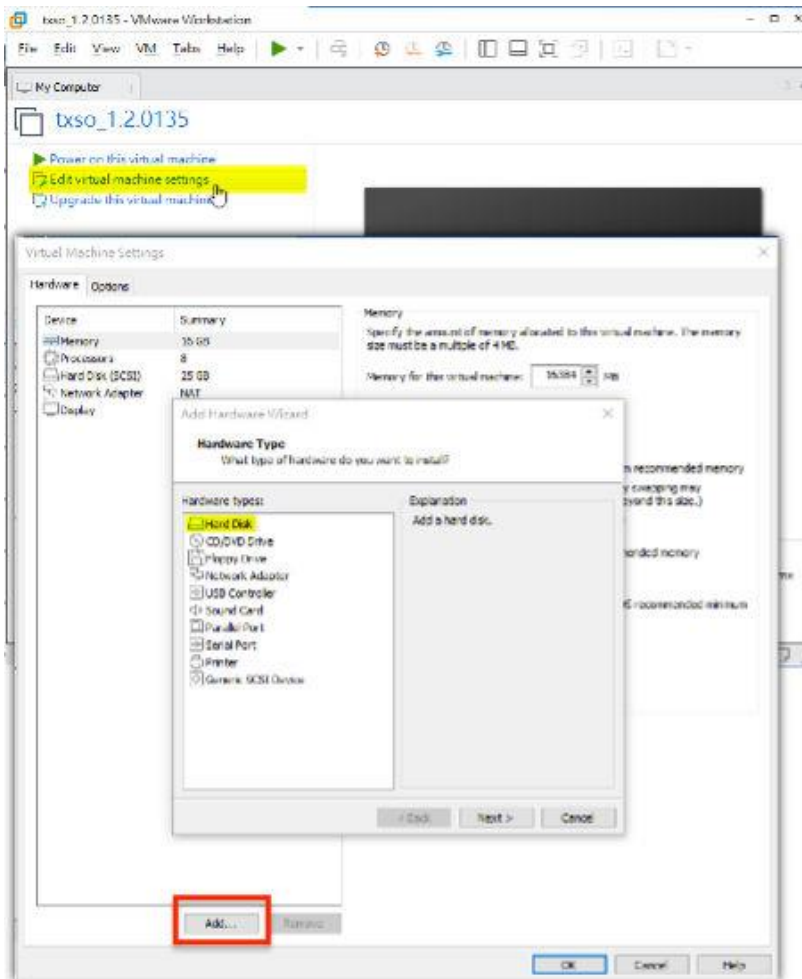 txso_1.2.0135 - VMware Workstation
File Edit View VM Tabs Help
My Computer
txso_1.2.0135
Power on this virtual machine
Edit virtual machine settings
Upgrade this virtual machine
Virtual Machine Settings
Hardware Options
Device Summary
Memory 16 GB
Processors 8
Hard Disk (SCSI) 25 GB
Network Adapter NAT
Display
Memory
Specify the amount of memory allocated to this virtual machine. The memory
size must be a multiple of 4 MB.
Memory for this virtual machine: 16384 MB
Add Hardware Wizard
Hardware Type
What type of hardware do you want to install?
Hardware types:
Hard Disk
CD/DVD Drive
Floppy Drive
Network Adapter
USB Controller
Sound Card
Parallel Port
Serial Port
Printer
Generic SCSI Device
Explanation
Add a hard disk.
recommended memory
swapping may
beyond this size.)
memory
recommended minimum
< Back Next > Cancel
Add... Remove
OK Cancel Help